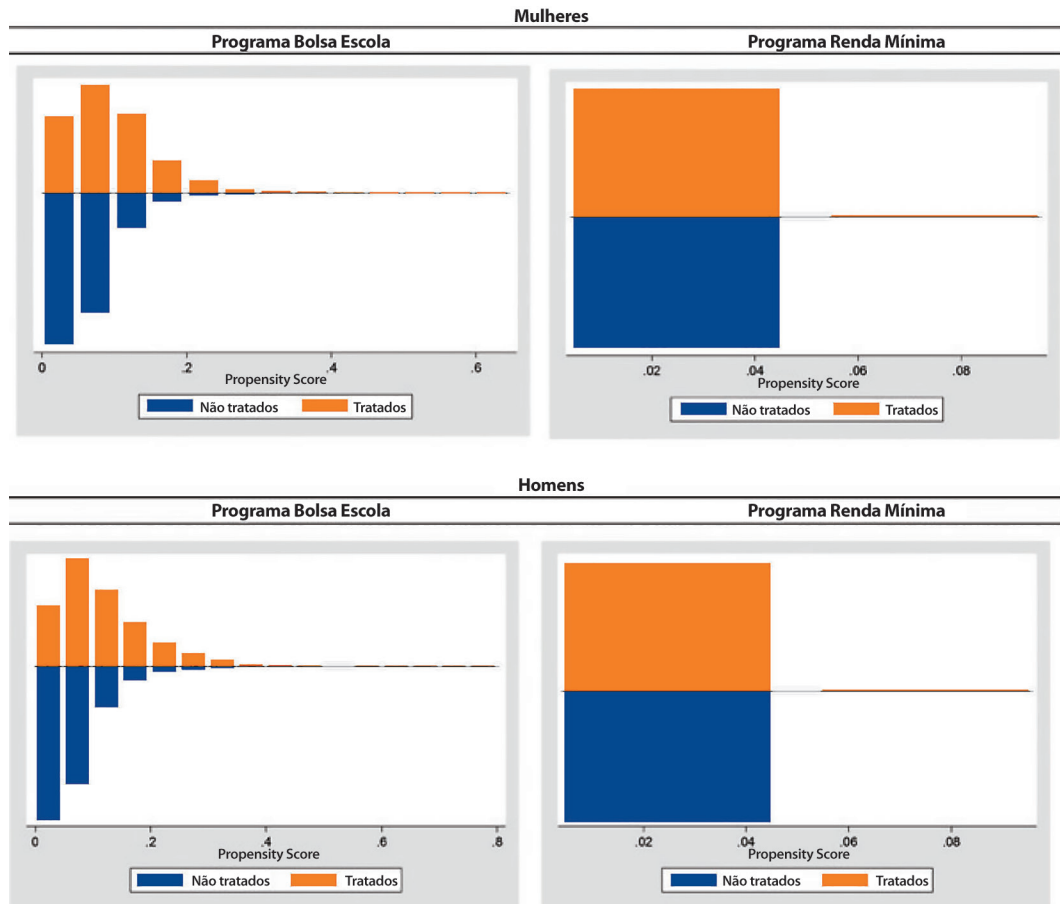 Mulheres
Programa Bolsa Escola
Programa Renda Mínima
0 .2 .4 .6
Propensity Score
Não tratados Tratados
.02 .04 .06 .08
Propensity Score
Não tratados Tratados
Homens
Programa Bolsa Escola
Programa Renda Mínima
0 .2 .4 .6 .8
Propensity Score
Não tratados Tratados
.02 .04 .06 .08
Propensity Score
Não tratados Tratados